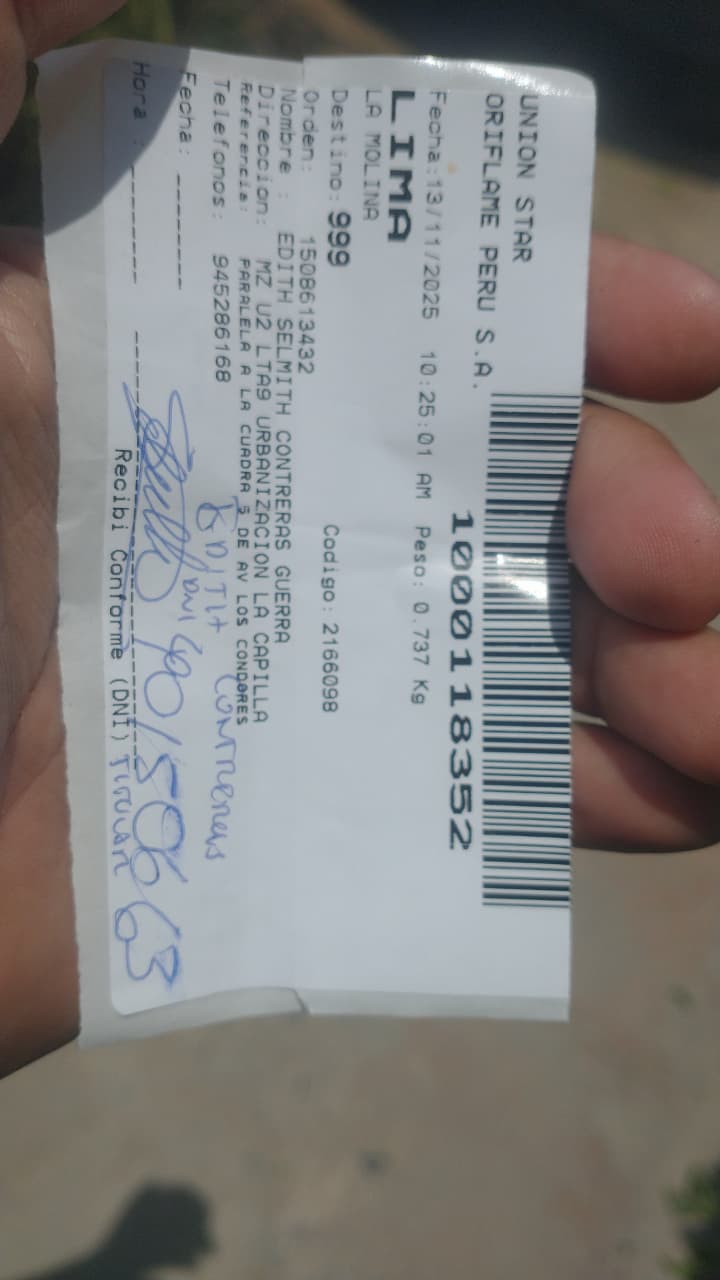 UNION STAR
ORIFLAME PERU S.A.
1000118352
Fecha:13/11/2025 10:25:01 AM Peso: 0.737 Kg
LIMA
LA MOLINA
Destino: 999 Codigo: 2166098
Orden: 1508613432
Nombre : EDITH SELMITH CONTRERAS GUERRA
Direccion: MZ U2 LTA9 URBANIZACION LA CAPILLA
Referencia: PARALELA A LA CUADRA 5 DE AV LOS CONDORES
Telefonos: 945286168
EDITH CONTRERAS
Fecha: _______
DNI
Hora : _______
Recibi Conforme (DNI) TITULAR